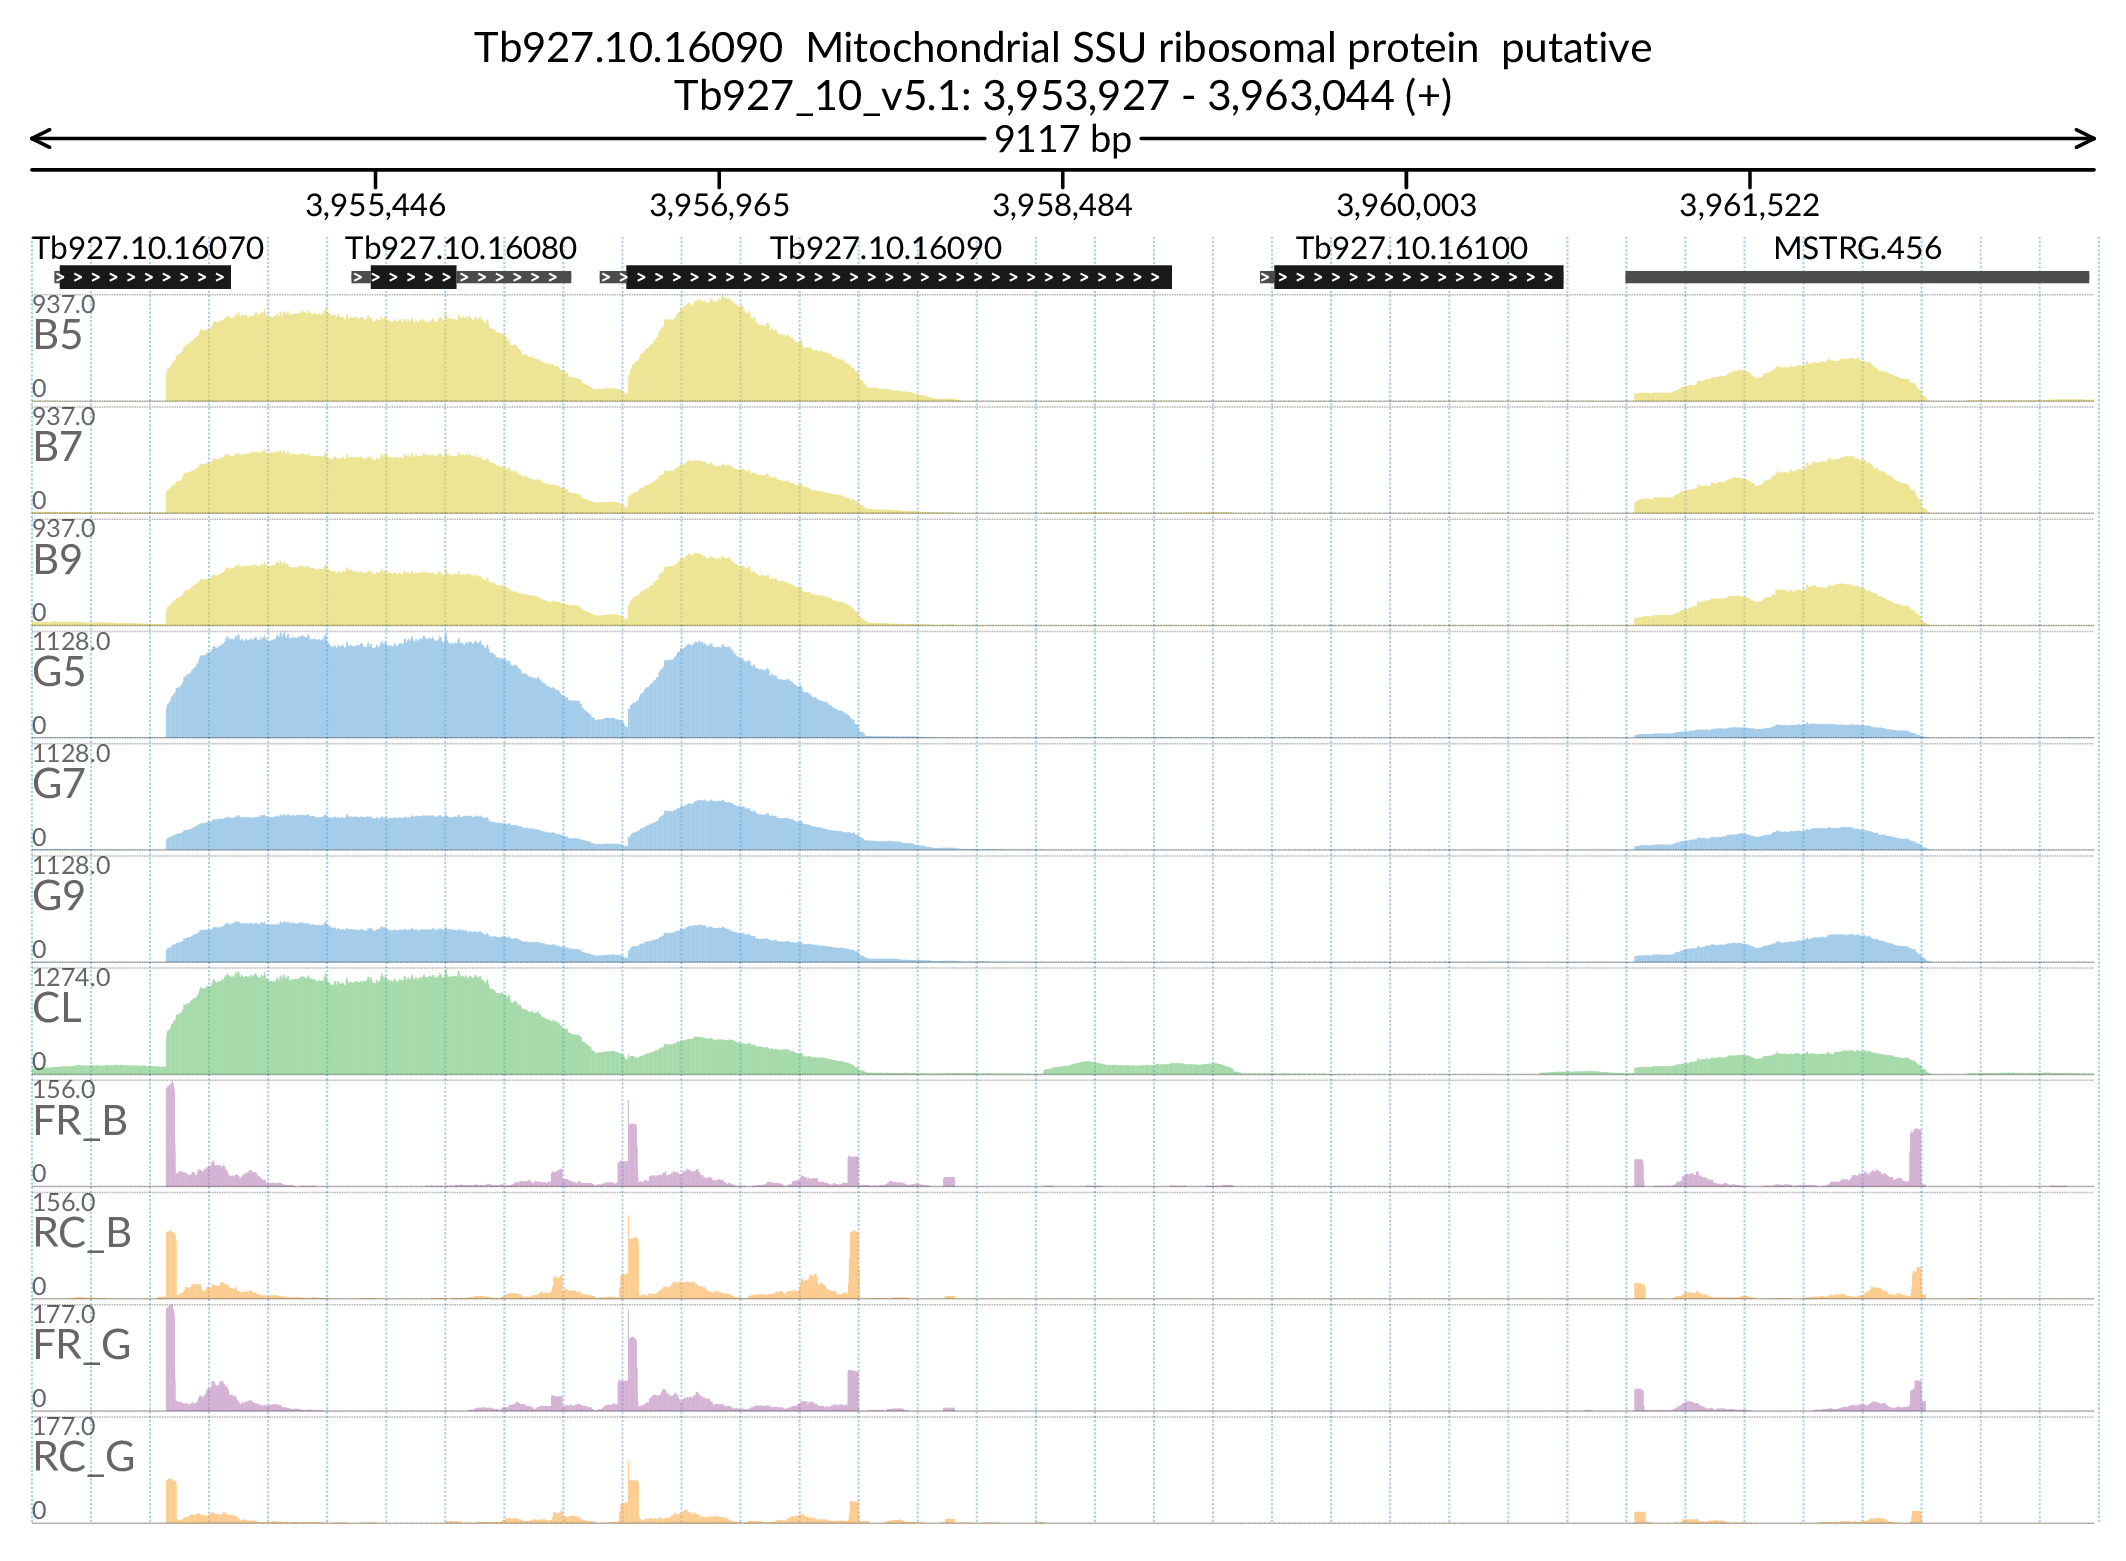 Tb927.10.16090  Mitochondrial SSU ribosomal protein  putative
Tb927_10_v5.1: 3,953,927 - 3,963,044 (+)
9117 bp
3,955,446 3,956,965 3,958,484 3,960,003 3,961,522
Tb927.10.16070 Tb927.10.16080 Tb927.10.16090 Tb927.10.16100 MSTRG.456
937.0
B5
0
937.0
B7
0
937.0
B9
0
1128.0
G5
0
1128.0
G7
0
1128.0
G9
0
1274.0
CL
0
156.0
FR_B
0
156.0
RC_B
0
177.0
FR_G
0
177.0
RC_G
0